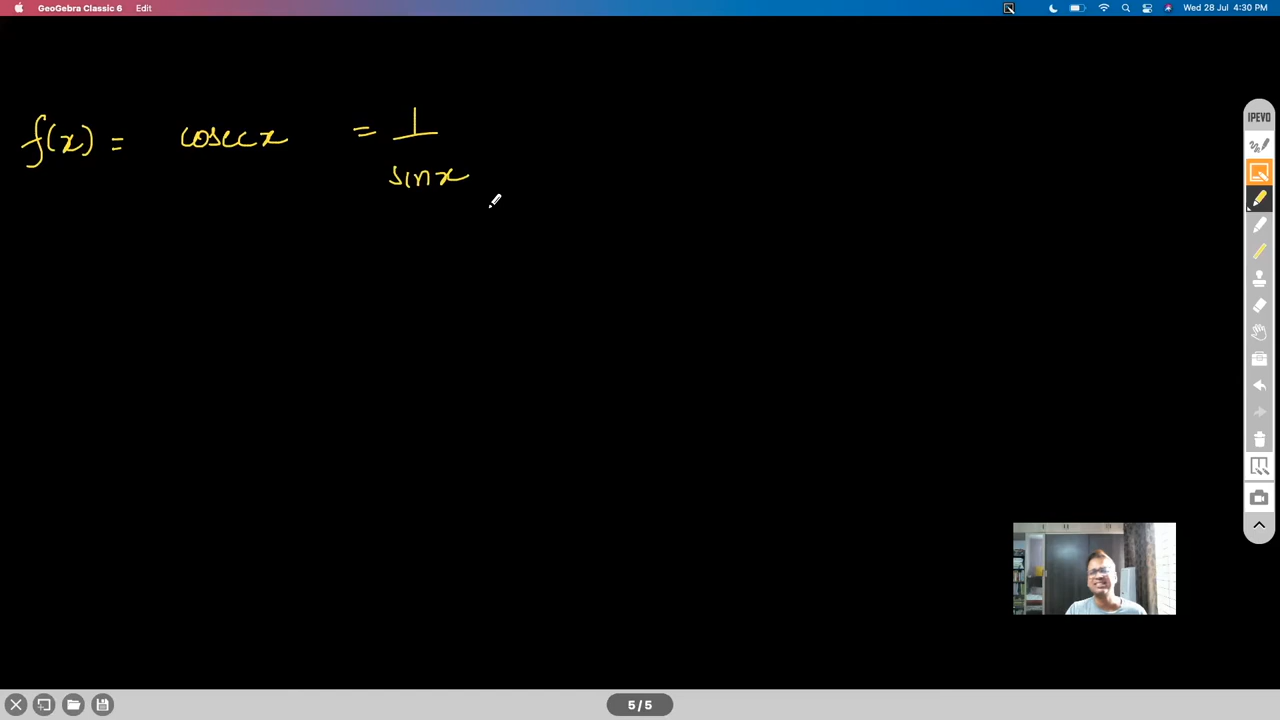 GeoGebra Classic 6 Edit Wed 28 Jul 4:30 PM
f(x) = cosec x = 1/sin x
IPEVO
5 / 5